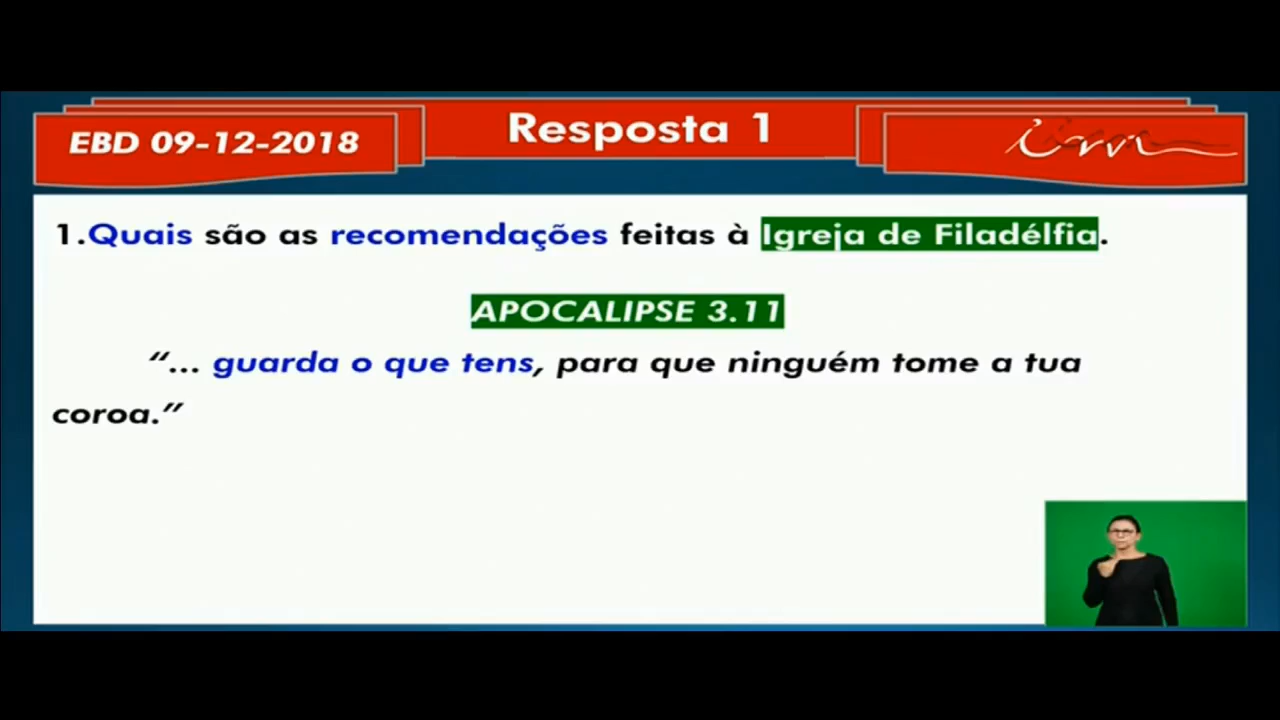 EBD 09-12-2018
Resposta 1
1.Quais são as recomendações feitas à Igreja de Filadélfia.
APOCALIPSE 3.11
“... guarda o que tens, para que ninguém tome a tua
coroa.”